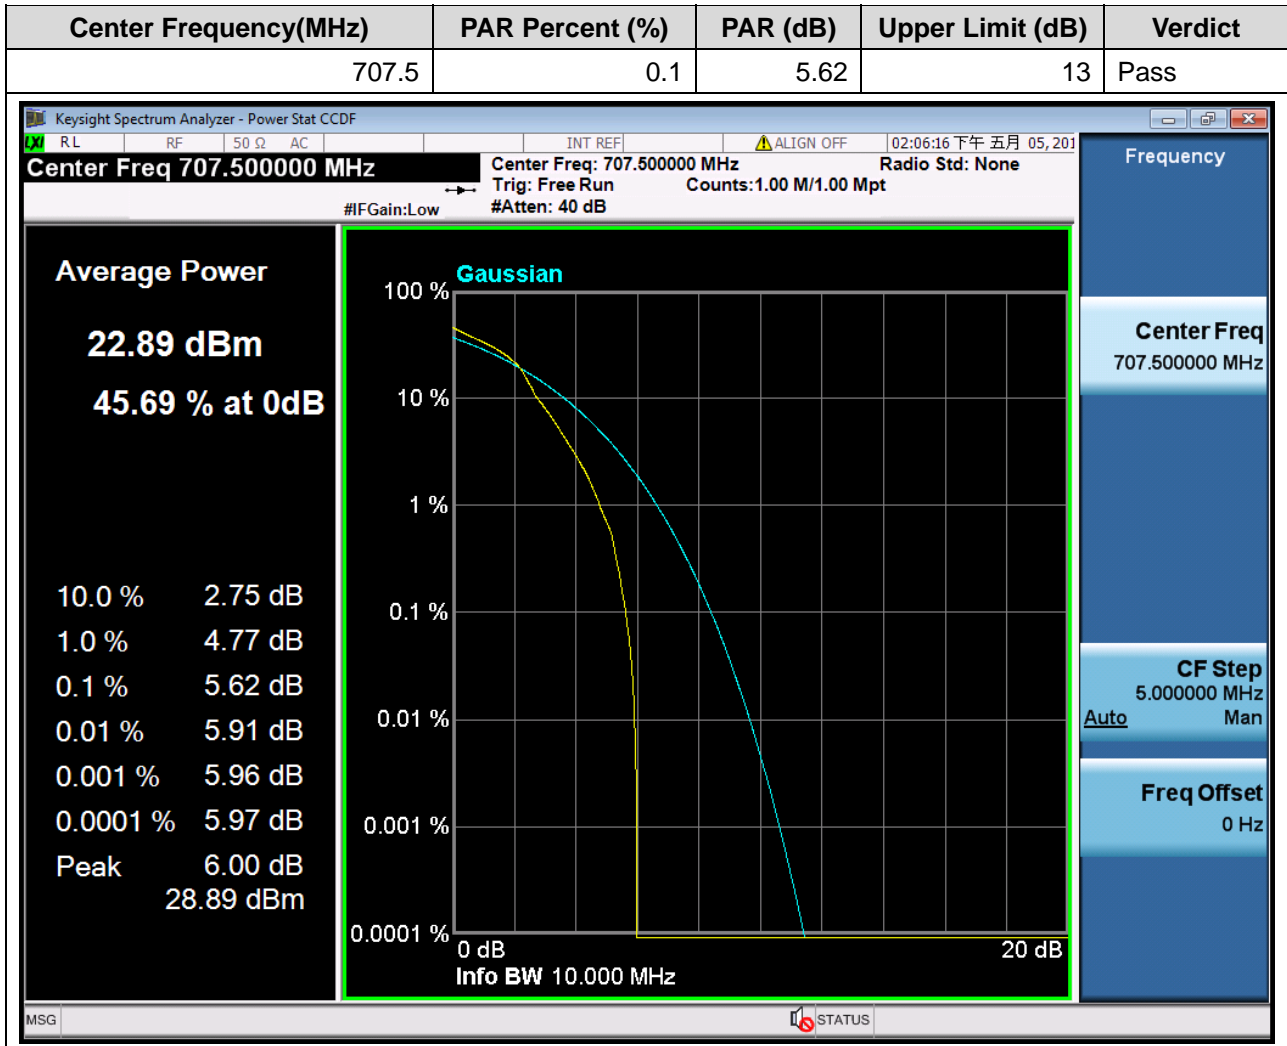 Center Frequency(MHz) PAR Percent (%) PAR (dB) Upper Limit (dB) Verdict
707.5 0.1 5.62 13 Pass
Keysight Spectrum Analyzer - Power Stat CCDF
LXI RL RF 50 Ω AC INT REF ALIGN OFF 02:06:16 下午 五月 05, 201
Center Freq 707.500000 MHz
Center Freq: 707.500000 MHz Radio Std: None
Trig: Free Run Counts:1.00 M/1.00 Mpt
#IFGain:Low #Atten: 40 dB
Average Power
22.89 dBm
45.69 % at 0dB
10.0 % 2.75 dB
1.0 % 4.77 dB
0.1 % 5.62 dB
0.01 % 5.91 dB
0.001 % 5.96 dB
0.0001 % 5.97 dB
Peak 6.00 dB
28.89 dBm
Gaussian
100 %
10 %
1 %
0.1 %
0.01 %
0.001 %
0.0001 %
0 dB 20 dB
Info BW 10.000 MHz
Frequency
Center Freq
707.500000 MHz
CF Step
5.000000 MHz
Auto Man
Freq Offset
0 Hz
MSG STATUS